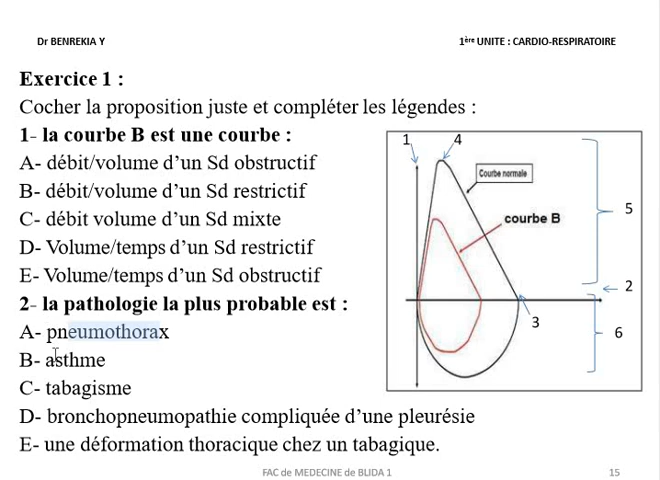 Dr BENREKIA Y
1ère UNITE : CARDIO-RESPIRATOIRE
Exercice 1 :
Cocher la proposition juste et compléter les légendes :
1- la courbe B est une courbe :
A- débit/volume d’un Sd obstructif
B- débit/volume d’un Sd restrictif
C- débit volume d’un Sd mixte
D- Volume/temps d’un Sd restrictif
E- Volume/temps d’un Sd obstructif
2- la pathologie la plus probable est :
A- pneumothorax
B- asthme
C- tabagisme
D- bronchopneumopathie compliquée d’une pleurésie
E- une déformation thoracique chez un tabagique.
1
4
Courbe normale
courbe B
5
2
3
6
FAC de MEDECINE de BLIDA 1
15